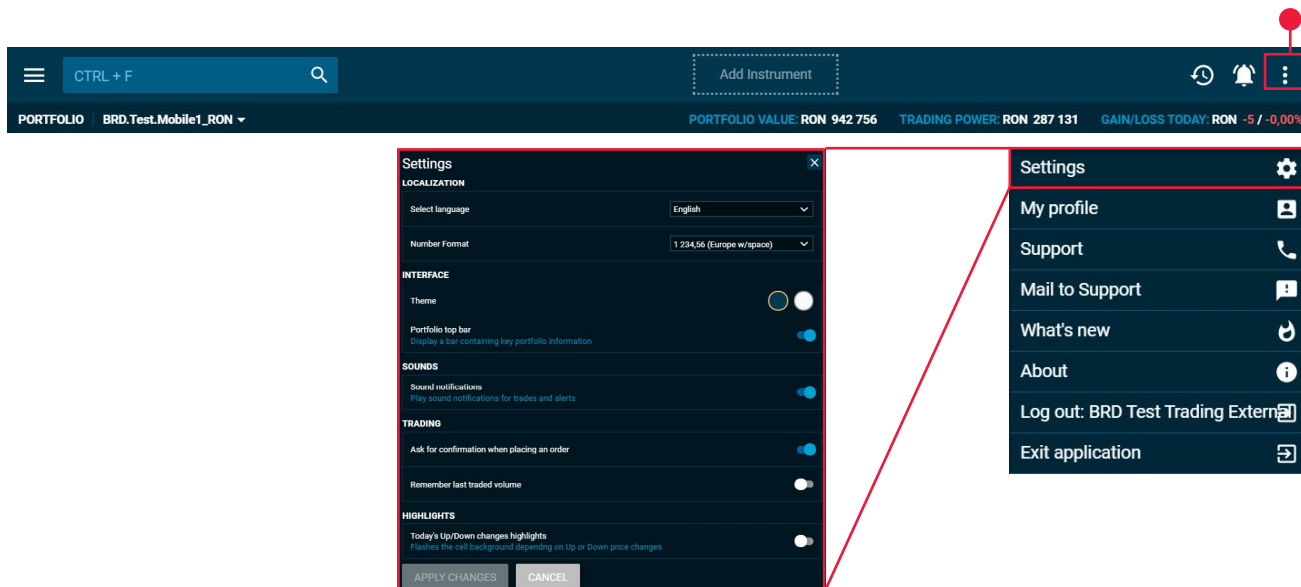 CTRL + F
Add Instrument
PORTFOLIO BRD.Test.Mobile1_RON
PORTFOLIO VALUE: RON 942 756 TRADING POWER: RON 287 131 GAIN/LOSS TODAY: RON -5 / -0,00%
Settings
LOCALIZATION
Select language English
Number Format 1 234,56 (Europe w/space)
INTERFACE
Theme
Portfolio top bar
Display a bar containing key portfolio information
SOUNDS
Sound notifications
Play sound notifications for trades and alerts
TRADING
Ask for confirmation when placing an order
Remember last traded volume
HIGHLIGHTS
Today's Up/Down changes highlights
Flashes the cell background dependng on Up or Down price changes
APPLY CHANGES CANCEL
Settings
My profile
Support
Mail to Support
What's new
About
Log out: BRD Test Trading External
Exit application